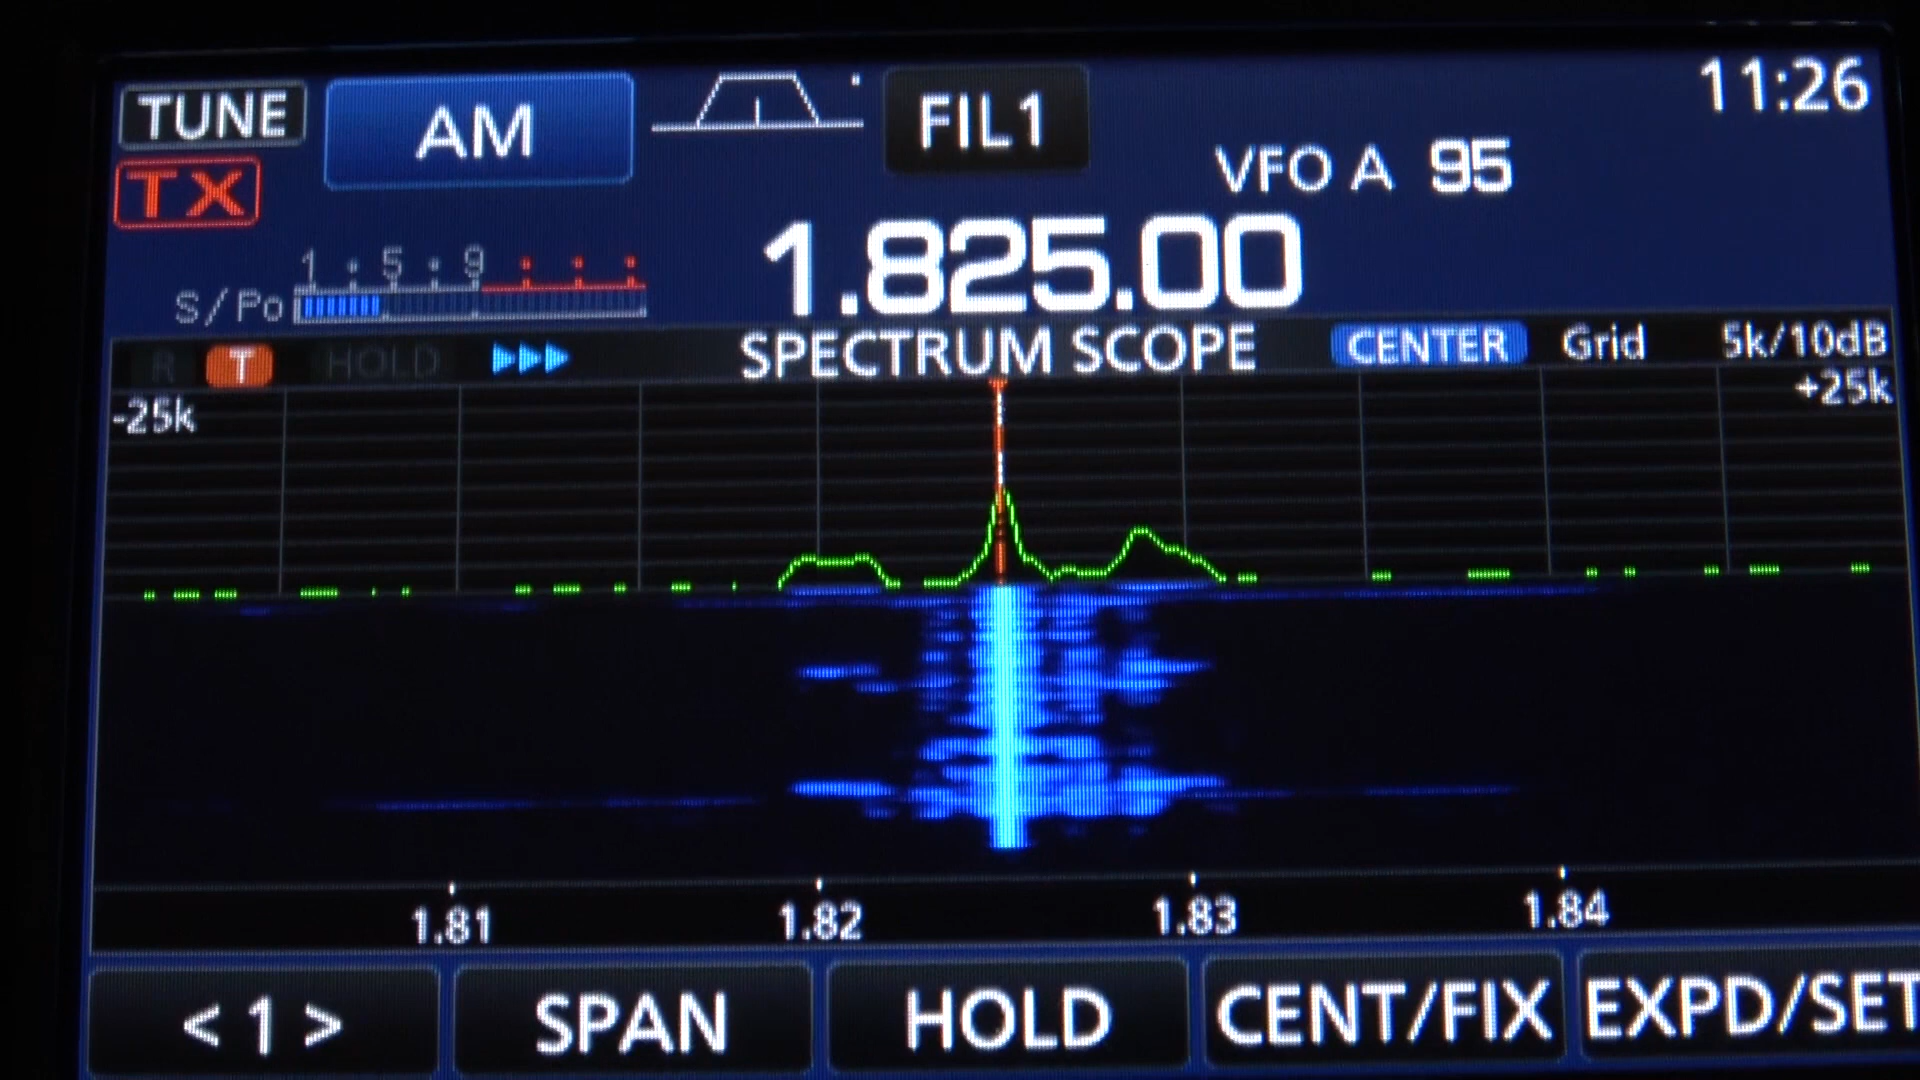 TUNE AM FIL1 11:26
TX VFO A 95
1.825.00
1 5 9
S/Po
R T HOLD SPECTRUM SCOPE CENTER Grid 5k/10dB
-25k +25k
1.81 1.82 1.83 1.84
< 1 > SPAN HOLD CENT/FIX EXPD/SET